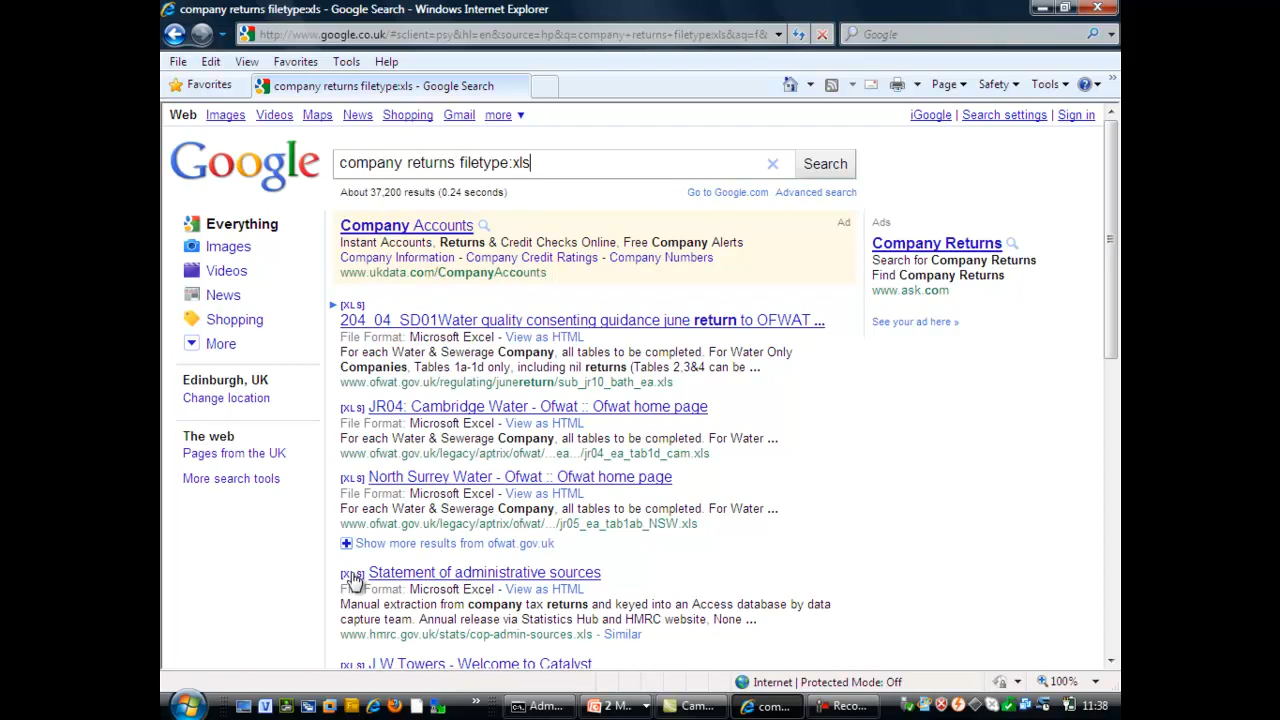 company returns filetype:xls - Google Search - Windows Internet Explorer
http://www.google.co.uk/#sclient=psy&hl=en&source=hp&q=company+returns+filetype:xls&aq=f&
Google
File Edit View Favorites Tools Help
Favorites
company returns filetype:xls - Google Search
Page Safety Tools
Web Images Videos Maps News Shopping Gmail more ▼
iGoogle | Search settings | Sign in
Google
company returns filetype:xls
Search
About 37,200 results (0.24 seconds)
Go to Google.com Advanced search
Everything
Images
Videos
News
Shopping
More
Edinburgh, UK
Change location
The web
Pages from the UK
More search tools
Company Accounts
Ad
Instant Accounts, Returns & Credit Checks Online, Free Company Alerts
Company Information - Company Credit Ratings - Company Numbers
www.ukdata.com/CompanyAccounts
[XLS]
204_04_SD01Water quality consenting guidance june return to OFWAT ...
File Format: Microsoft Excel - View as HTML
For each Water & Sewerage Company, all tables to be completed. For Water Only
Companies, Tables 1a-1d only, including nil returns (Tables 2,3&4 can be ...
www.ofwat.gov.uk/regulating/junereturn/sub_jr10_bath_ea.xls
[XLS] JR04: Cambridge Water - Ofwat :: Ofwat home page
File Format: Microsoft Excel - View as HTML
For each Water & Sewerage Company, all tables to be completed. For Water ...
www.ofwat.gov.uk/legacy/aptrix/ofwat/...ea.../jr04_ea_tab1d_cam.xls
[XLS] North Surrey Water - Ofwat :: Ofwat home page
File Format: Microsoft Excel - View as HTML
For each Water & Sewerage Company, all tables to be completed. For Water ...
www.ofwat.gov.uk/legacy/aptrix/ofwat/.../jr05_ea_tab1ab_NSW.xls
Show more results from ofwat.gov.uk
[XLS] Statement of administrative sources
File Format: Microsoft Excel - View as HTML
Manual extraction from company tax returns and keyed into an Access database by data
capture team. Annual release via Statistics Hub and HMRC website, None ...
www.hmrc.gov.uk/stats/cop-admin-sources.xls - Similar
[XLS] J W Towers - Welcome to Catalyst
Ads
Company Returns
Search for Company Returns
Find Company Returns
www.ask.com
See your ad here »
Internet | Protected Mode: Off
100%
Adm...
2 M...
Cam...
com...
Reco...
11:38